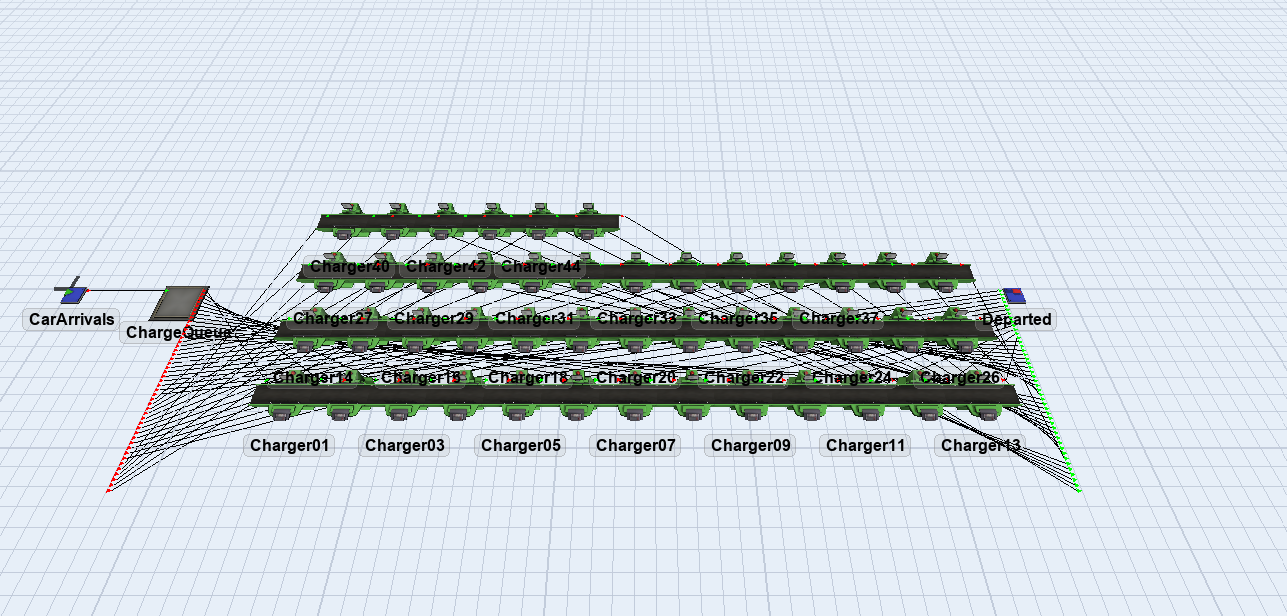 Charger40 Charger42 Charger44
CarArrivals
ChargeQueue
Charger27 Charger29 Charger31 Charger33 Charger35 Charger37
Departed
Charger14 Charger18 Charger20 Charger22 Charger24 Charger26
Charger01 Charger03 Charger05 Charger07 Charger09 Charger11 Charger13